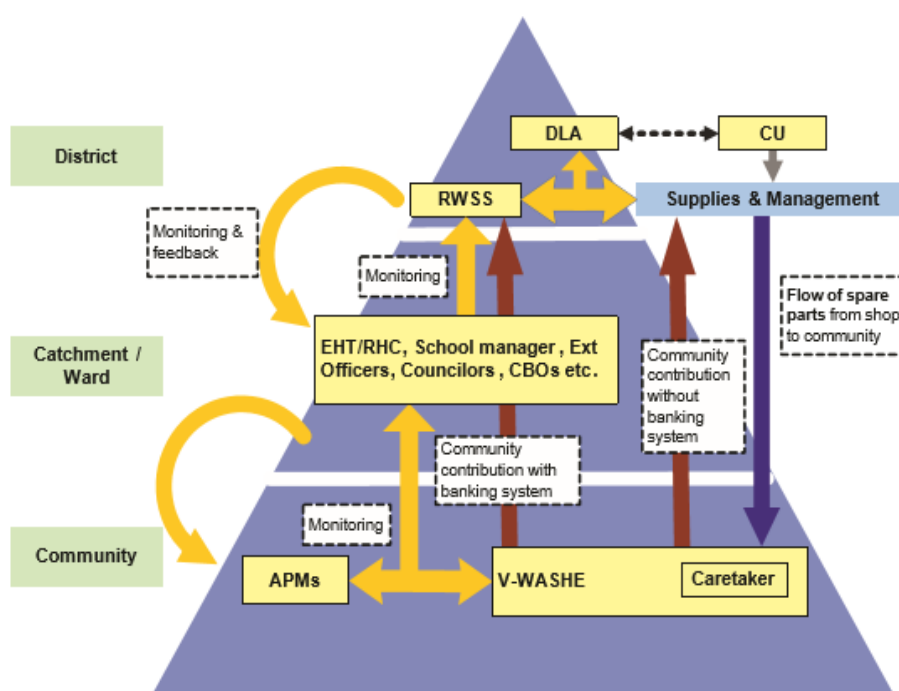 DLA
CU
District
RWSS
Supplies & Management
Monitoring &
feedback
Monitoring
Flow of spare
parts from shop
to community
Catchment /
Ward
EHT/RHC, School manager , Ext
Officers, Councilors , CBOs etc.
Community
contribution
without
banking
system
Community
contribution with
banking system
Monitoring
Community
APMs
V-WASHE
Caretaker